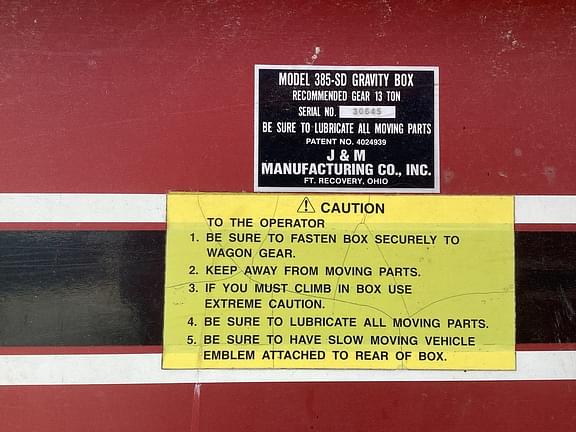 MODEL 385-SD GRAVITY BOX
RECOMMENDED GEAR 13 TON
SERIAL NO. 30645
BE SURE TO LUBRICATE ALL MOVING PARTS
PATENT NO. 4024939
J & M
MANUFACTURING CO., INC.
FT. RECOVERY, OHIO
⚠ CAUTION
TO THE OPERATOR
1. BE SURE TO FASTEN BOX SECURELY TO
WAGON GEAR.
2. KEEP AWAY FROM MOVING PARTS.
3. IF YOU MUST CLIMB IN BOX USE
EXTREME CAUTION.
4. BE SURE TO LUBRICATE ALL MOVING PARTS.
5. BE SURE TO HAVE SLOW MOVING VEHICLE
EMBLEM ATTACHED TO REAR OF BOX.